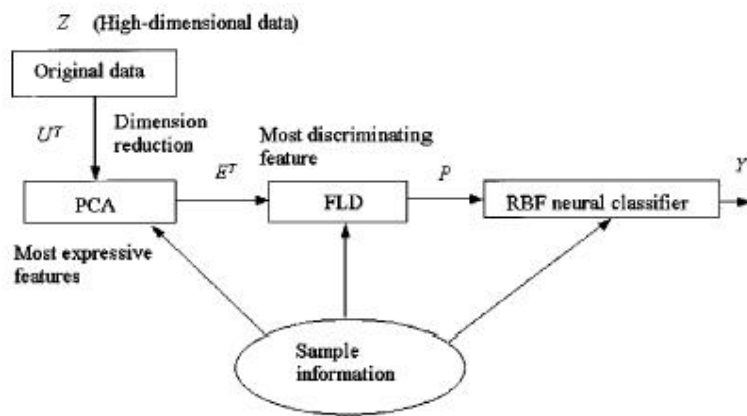 Z (High-dimensional data)
Original data
U^T
Dimension
reduction
Most discriminating
feature
E^T
P
Y
PCA
FLD
RBF neural classifier
Most expressive
features
Sample
information